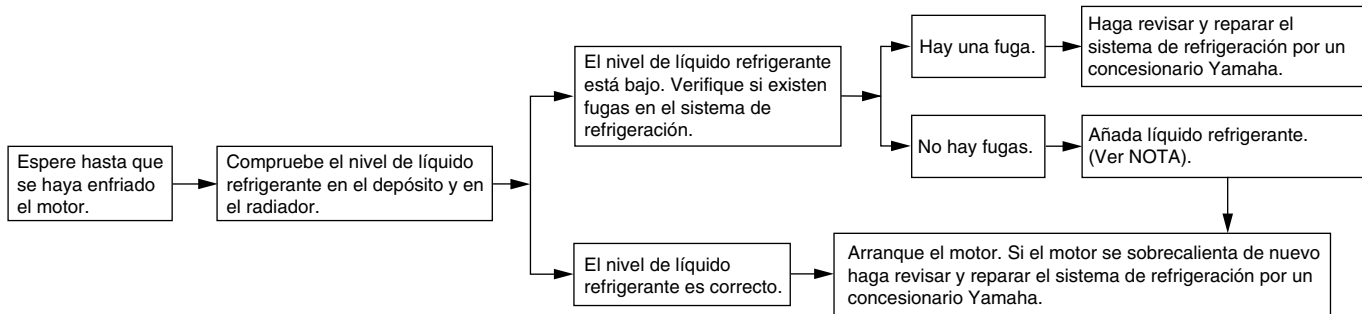 Espere hasta que
se haya enfriado
el motor.
Compruebe el nivel de líquido
refrigerante en el depósito y en
el radiador.
El nivel de líquido refrigerante
está bajo. Verifique si existen
fugas en el sistema de
refrigeración.
Hay una fuga.
Haga revisar y reparar el
sistema de refrigeración por un
concesionario Yamaha.
No hay fugas.
Añada líquido refrigerante.
(Ver NOTA).
El nivel de líquido
refrigerante es correcto.
Arranque el motor. Si el motor se sobrecalienta de nuevo
haga revisar y reparar el sistema de refrigeración por un
concesionario Yamaha.